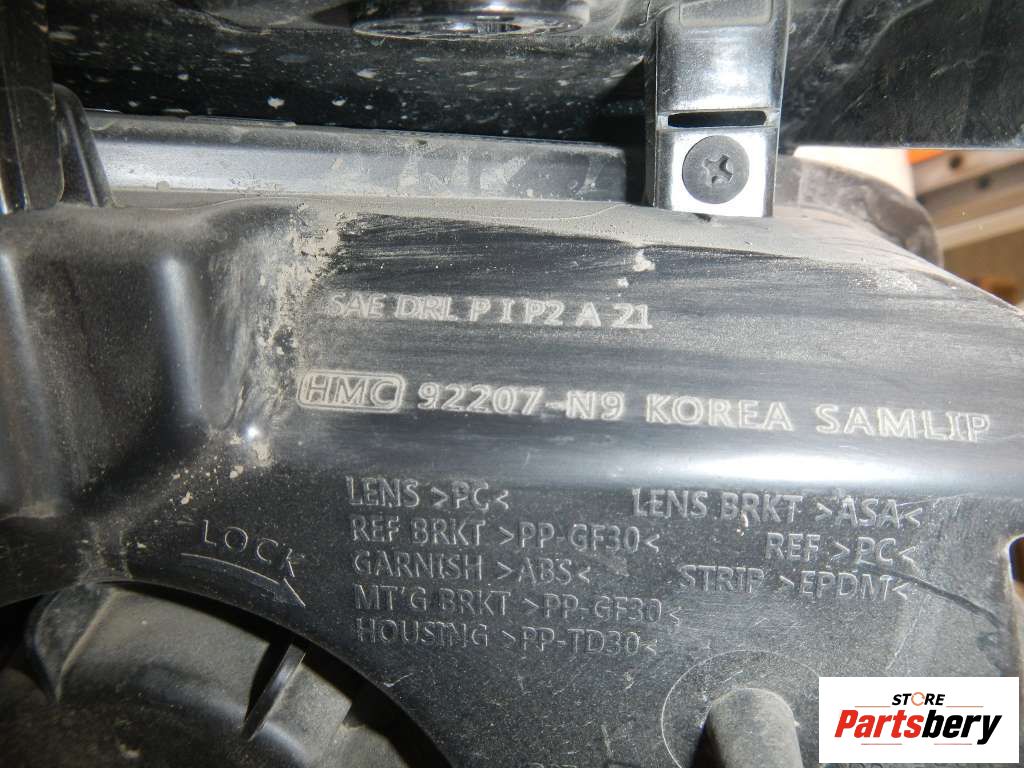 SAE DRL P I P2 A 21
HMC 92207-N9 KOREA SAMLIP
LENS >PC<
REF BRKT >PP-GF30<
GARNISH >ABS<
MT'G BRKT >PP-GF30<
HOUSING >PP-TD30<
LENS BRKT >ASA<
REF >PC<
STRIP >EPDM<
LOCK
STORE
Partsbery